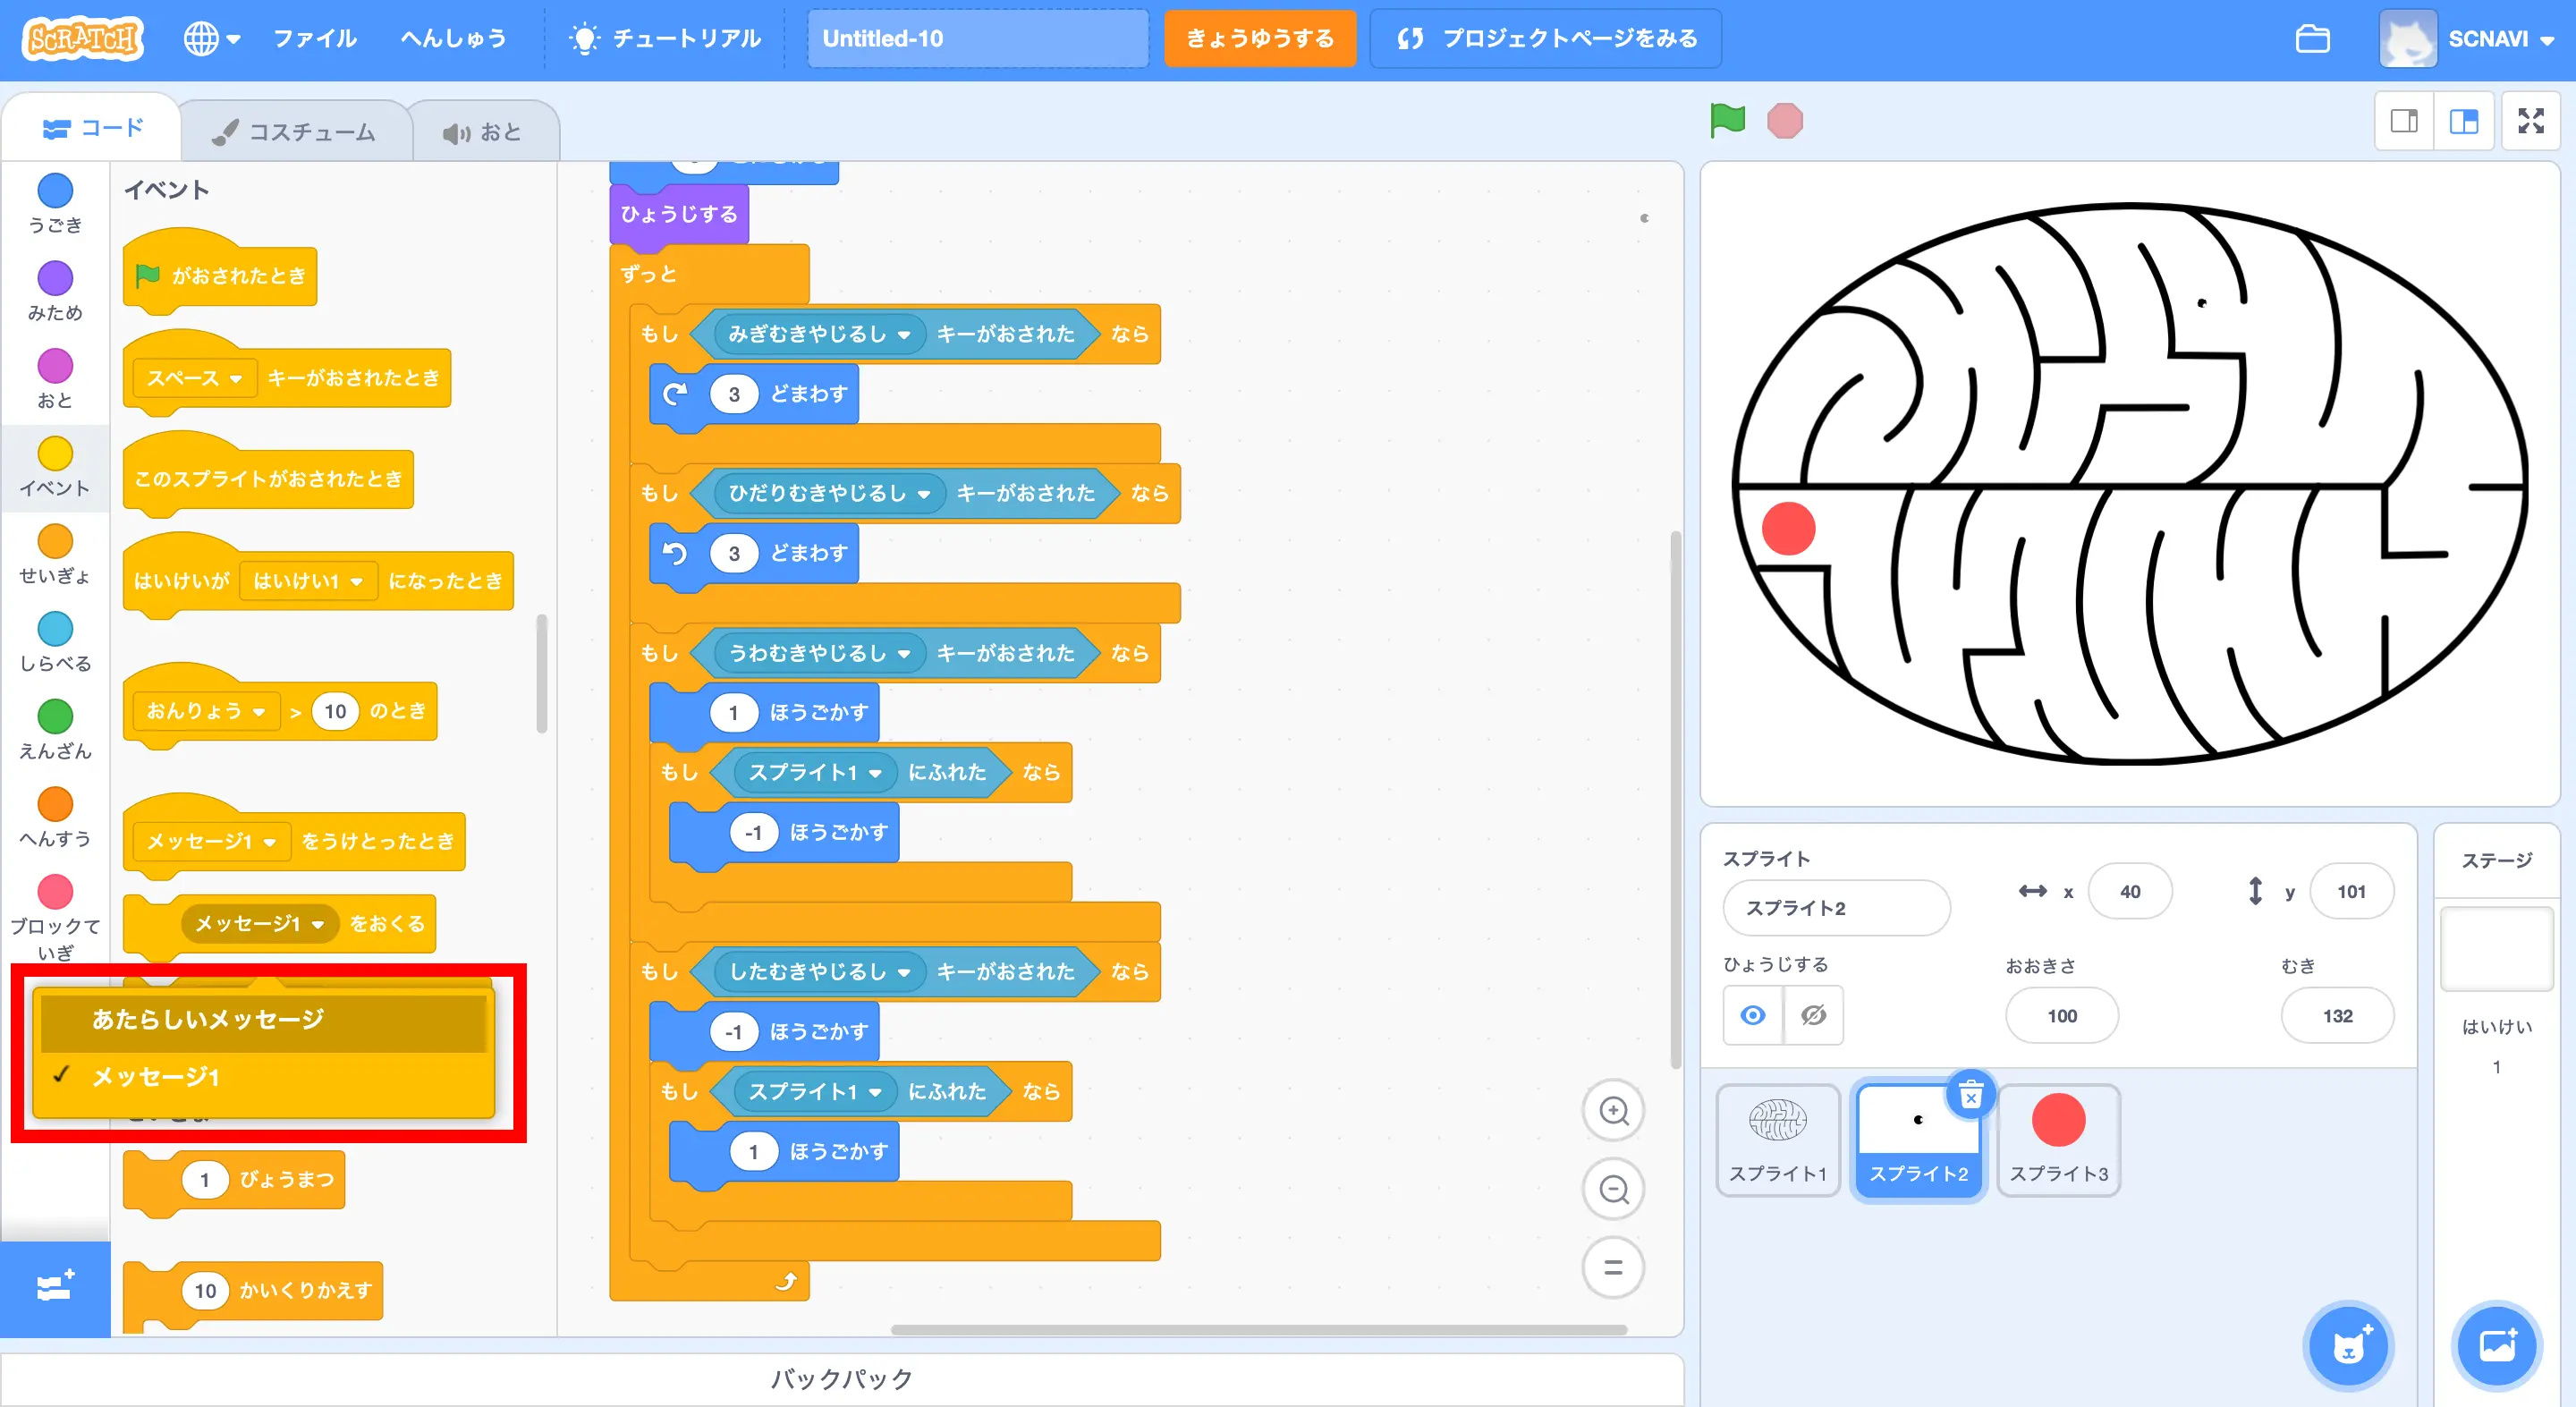 SCRATCH
ファイル
へんしゅう
チュートリアル
Untitled-10
きょうゆうする
プロジェクトページをみる
SCNAVI
コード
コスチューム
おと
うごき
みため
おと
イベント
せいぎょ
しらべる
えんざん
へんすう
ブロックてい
いぎ
イベント
がおされたとき
スペース キーがおされたとき
このスプライトがおされたとき
はいけいが はいけい1 になったとき
おんりょう > 10 のとき
メッセージ1 をうけとったとき
メッセージ1 をおくる
あたらしいメッセージ
✓ メッセージ1
1 びょうまつ
10 かいくりかえす
ひょうじする
ずっと
もし みぎむきやじるし キーがおされた なら
3 どまわす
もし ひだりむきやじるし キーがおされた なら
3 どまわす
もし うわむきやじるし キーがおされた なら
1 ほうごかす
もし スプライト1 にふれた なら
-1 ほうごかす
もし したむきやじるし キーがおされた なら
-1 ほうごかす
もし スプライト1 にふれた なら
1 ほうごかす
バックパック
スプライト
スプライト2
x 40
y 101
ひょうじする
おおきさ
100
むき
132
スプライト1
スプライト2
スプライト3
ステージ
はいけい
1